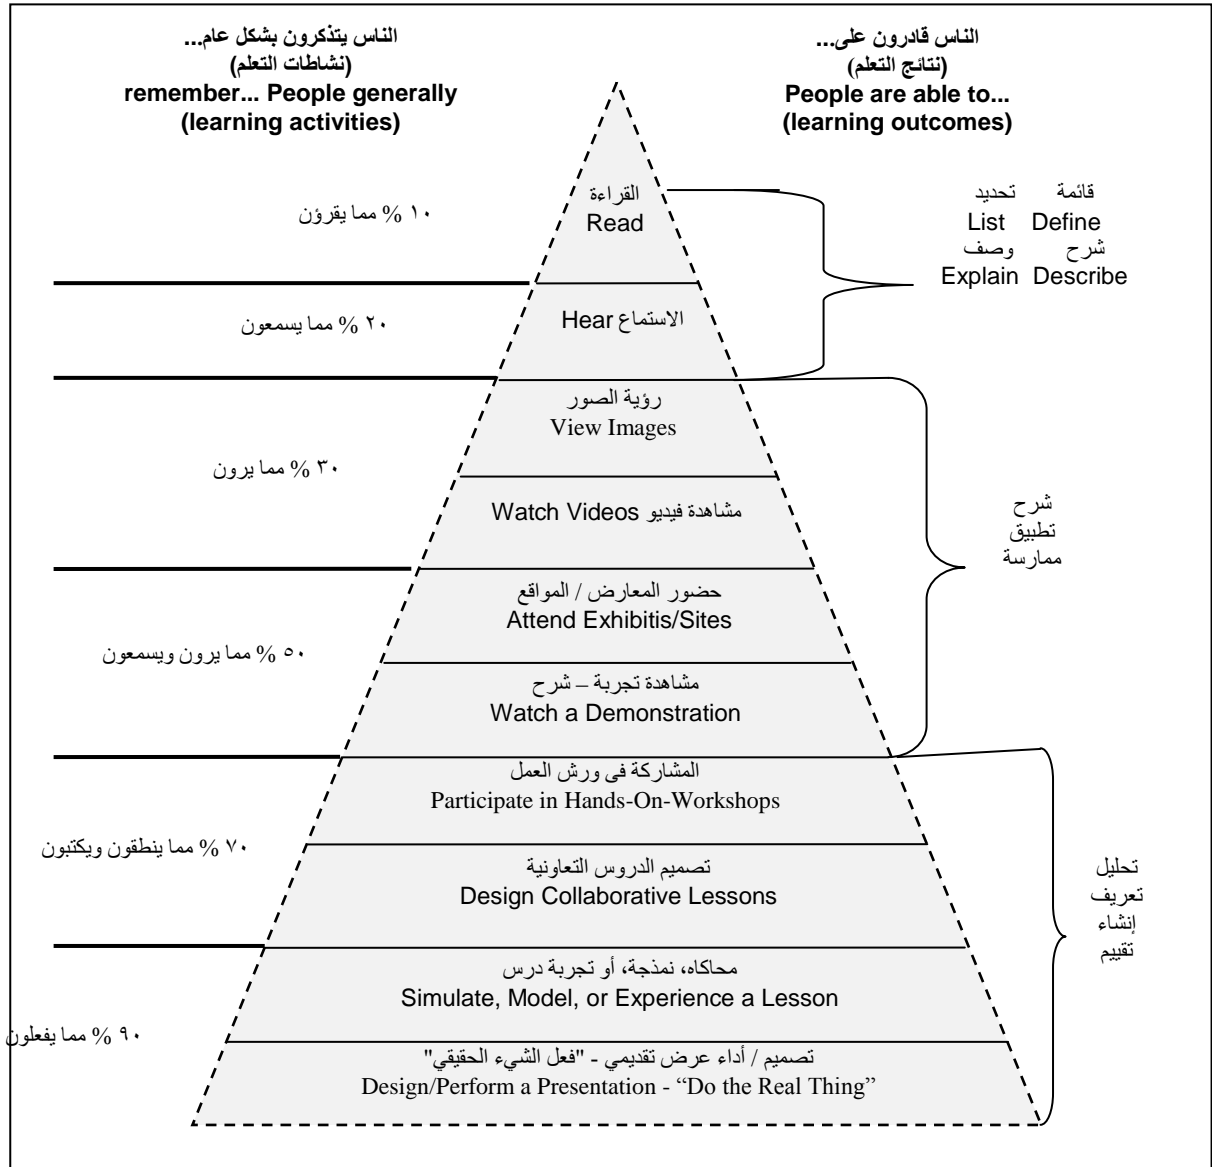 الناس يتذكرون بشكل عام...
(نشاطات التعلم)
remember... People generally
(learning activities)
الناس قادرون على...
(نتائج التعلم)
People are able to...
(learning outcomes)
١٠ % مما يقرؤن
القراءة
Read
قائمة تحديد
List Define
شرح وصف
Explain Describe
٢٠ % مما يسمعون
الاستماع Hear
رؤية الصور
View Images
٣٠ % مما يرون
مشاهدة فيديو Watch Videos
شرح
تطبيق
ممارسة
حضور المعارض / المواقع
Attend Exhibitis/Sites
٥٠ % مما يرون ويسمعون
مشاهدة تجربة – شرح
Watch a Demonstration
المشاركة فى ورش العمل
Participate in Hands-On-Workshops
٧٠ % مما ينطقون ويكتبون
تصميم الدروس التعاونية
Design Collaborative Lessons
تحليل
تعريف
إنشاء
تقييم
محاكاه، نمذجة، أو تجربة درس
Simulate, Model, or Experience a Lesson
٩٠ % مما يفعلون
تصميم / أداء عرض تقديمي - "فعل الشيء الحقيقي"
Design/Perform a Presentation - “Do the Real Thing”